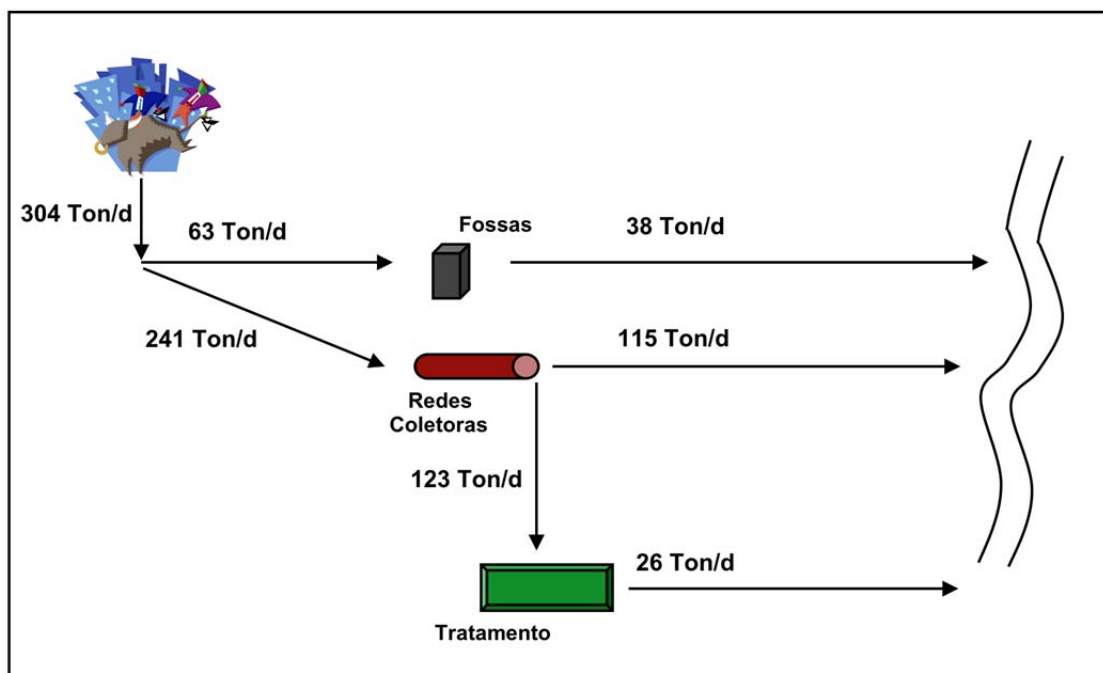 304 Ton/d
63 Ton/d
Fossas
38 Ton/d
241 Ton/d
115 Ton/d
Redes
Coletoras
123 Ton/d
26 Ton/d
Tratamento